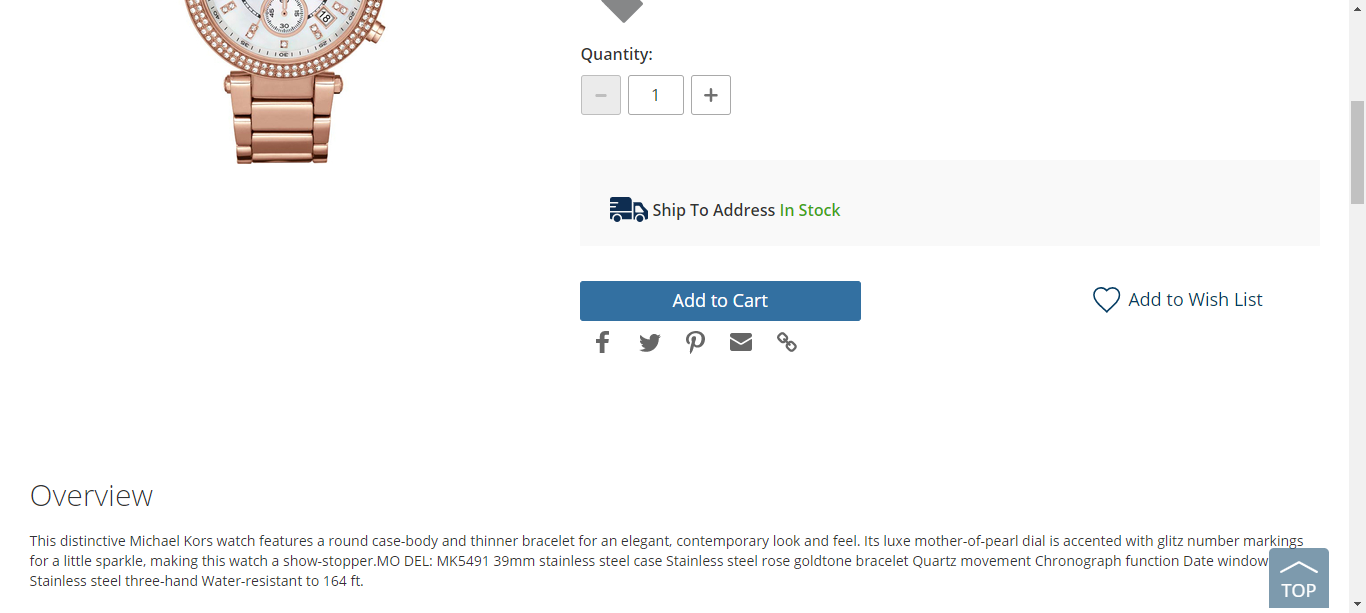 18
30
Quantity:
1
Ship To Address In Stock
Add to Cart
Add to Wish List
Overview
This distinctive Michael Kors watch features a round case-body and thinner bracelet for an elegant, contemporary look and feel. Its luxe mother-of-pearl dial is accented with glitz number markings
for a little sparkle, making this watch a show-stopper.MO DEL: MK5491 39mm stainless steel case Stainless steel rose goldtone bracelet Quartz movement Chronograph function Date window
Stainless steel three-hand Water-resistant to 164 ft.
TOP